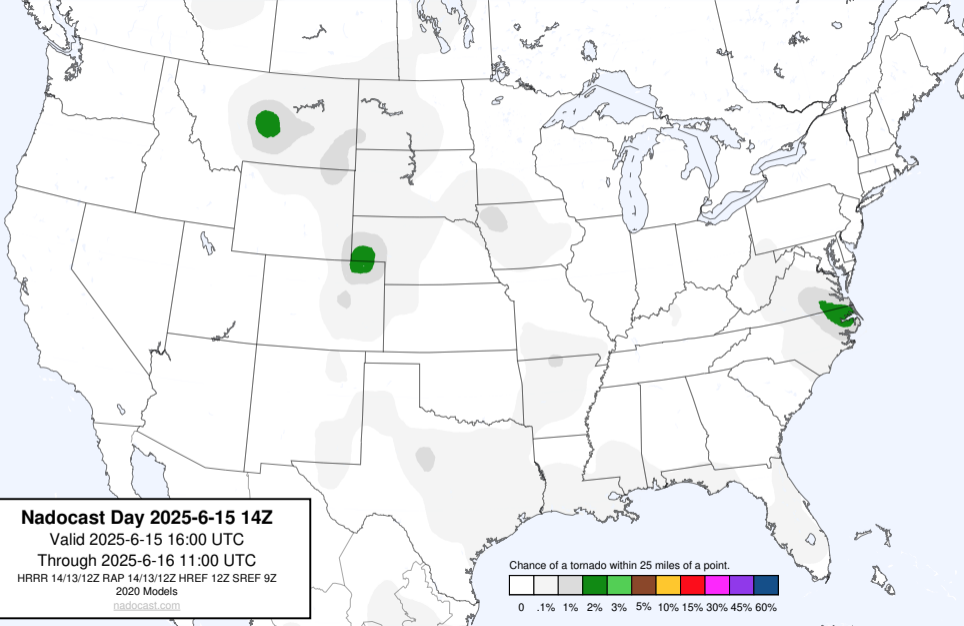 Nadocast Day 2025-6-15 14Z
Valid 2025-6-15 16:00 UTC
Through 2025-6-16 11:00 UTC
HRRR 14/13/12Z RAP 14/13/12Z HREF 12Z SREF 9Z
2020 Models
nadocast.com
Chance of a tornado within 25 miles of a point.
0 .1% 1% 2% 3% 5% 10% 15% 30% 45% 60%